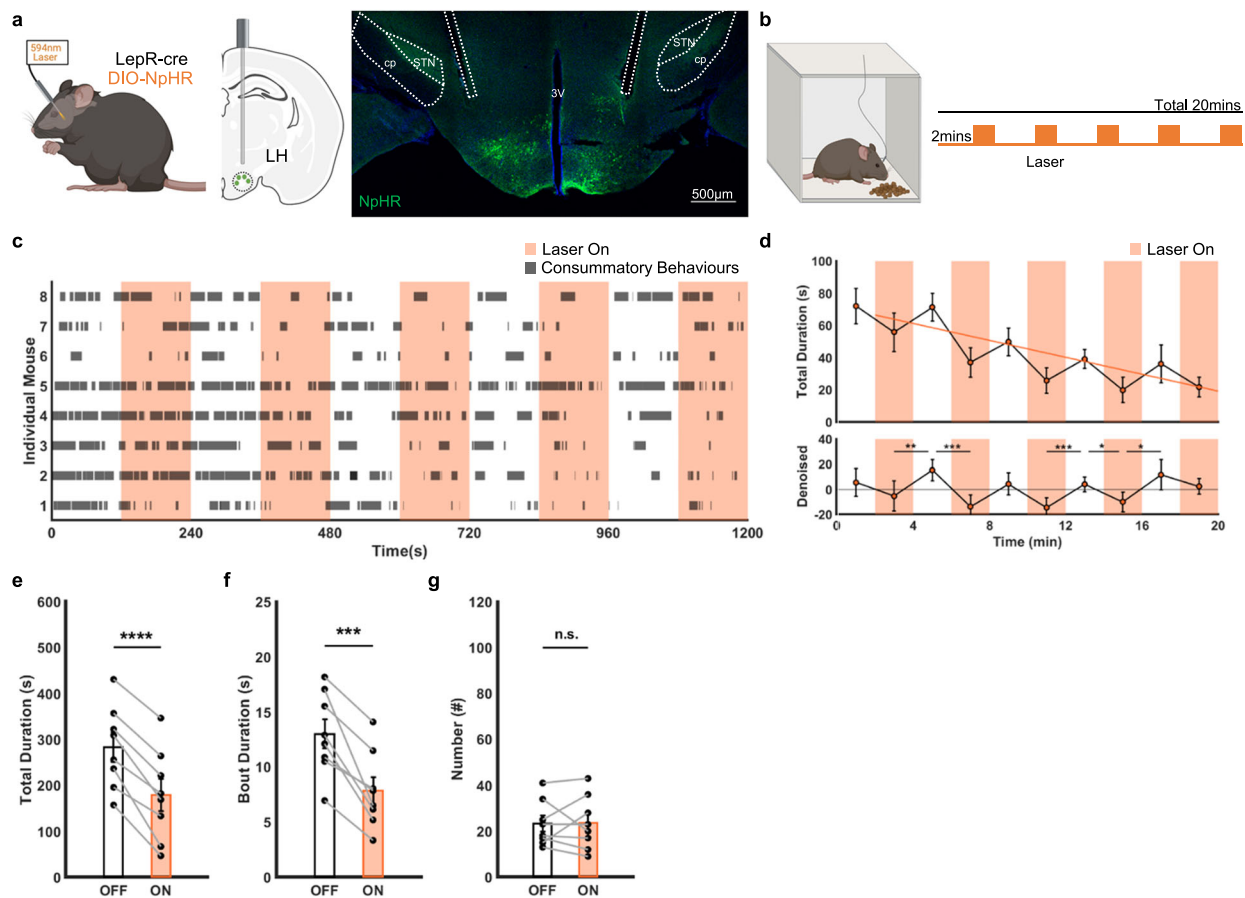 a
594nm
Laser
LepR-cre
DIO-NpHR
LH
cp
STN
3V
STN
cp
NpHR
500μm
b
Total 20mins
2mins
Laser
c
Laser On
Consummatory Behaviours
Individual Mouse
8
7
6
5
4
3
2
1
0
240
480
720
960
1200
Time(s)
d
Laser On
Total Duration (s)
100
80
60
40
20
0
Denoised
40
20
0
-20
**
***
***
*
*
0
4
8
12
16
20
Time (min)
e
Total Duration (s)
600
500
400
300
200
100
0
****
OFF
ON
f
Bout Duration (s)
25
20
15
10
5
0
***
OFF
ON
g
Number (#)
120
100
80
60
40
20
0
n.s.
OFF
ON